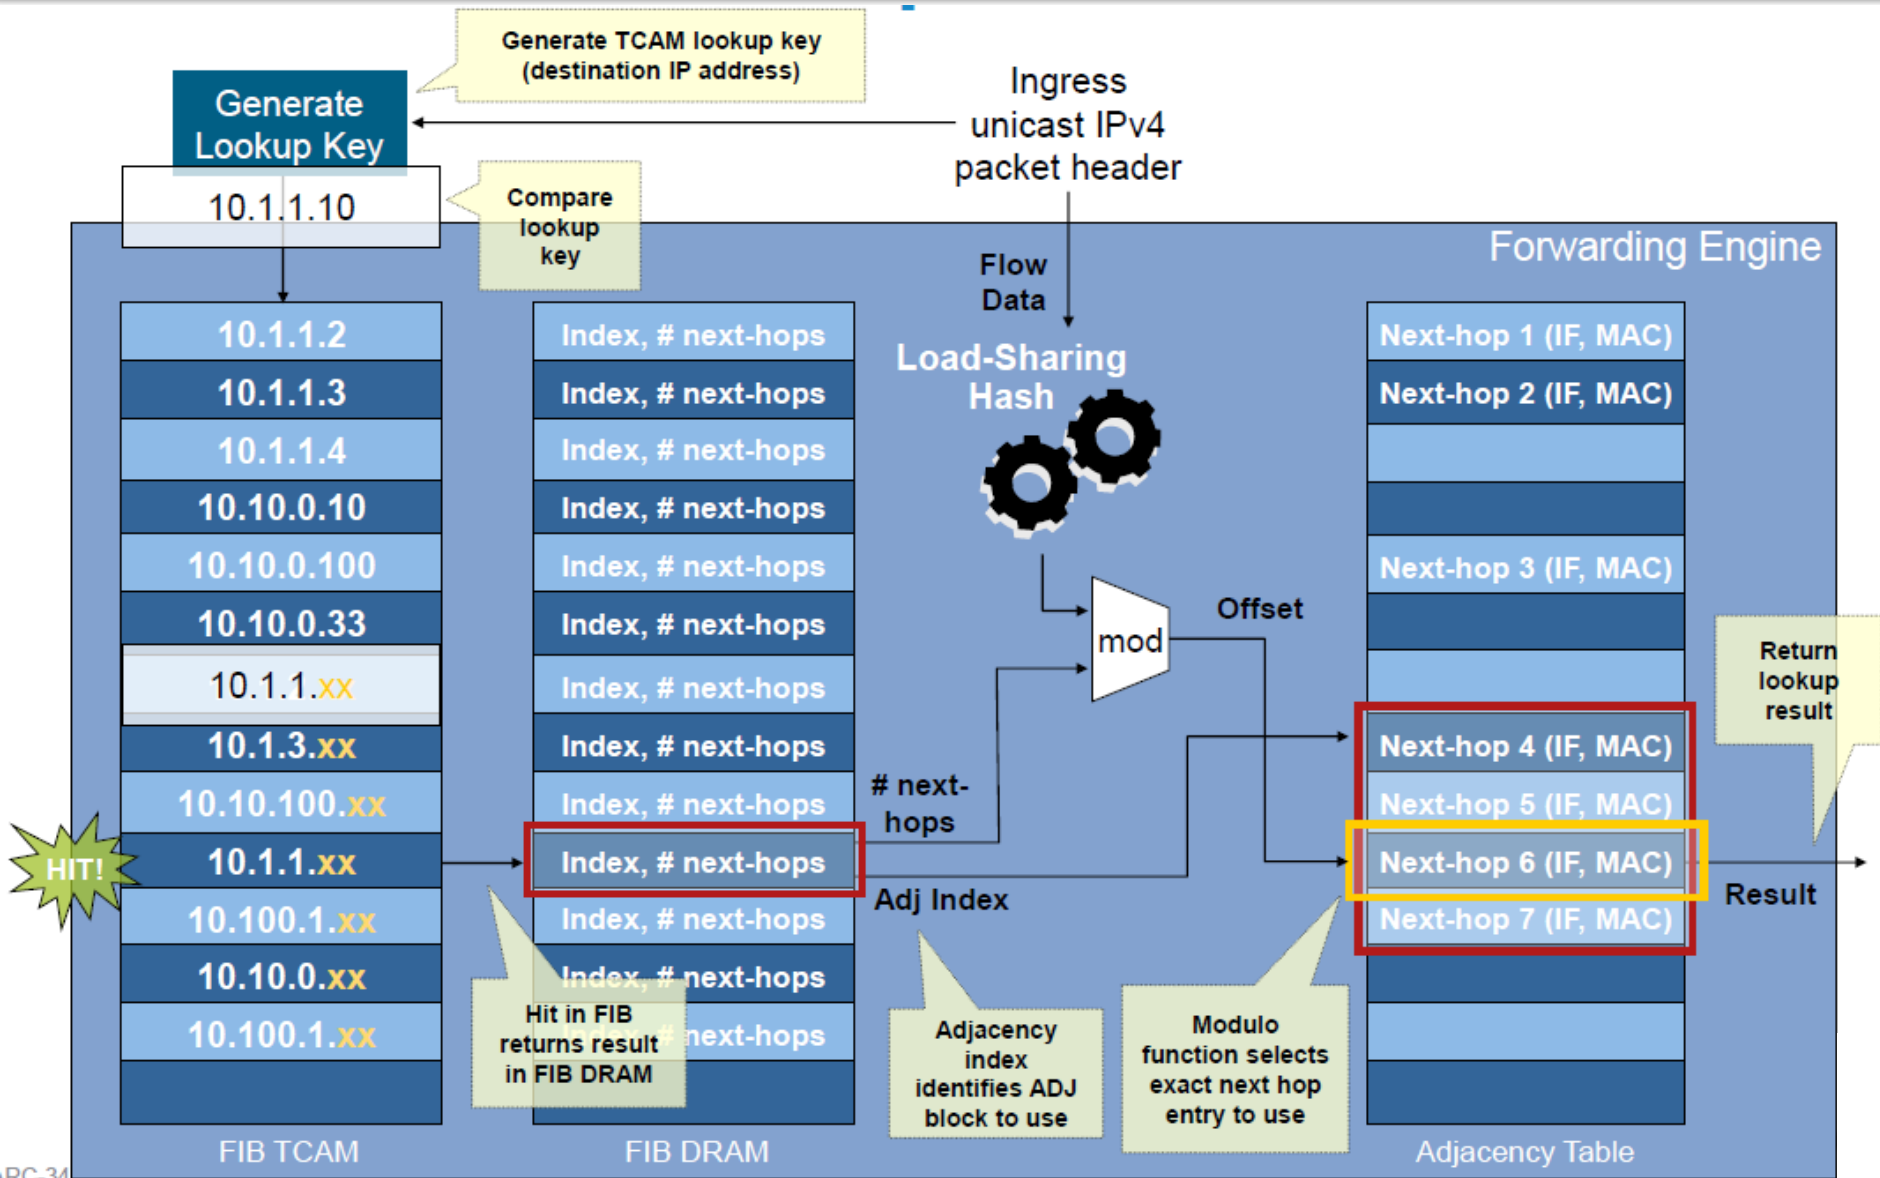 Generate TCAM lookup key
(destination IP address)
Generate
Lookup Key
Ingress
unicast IPv4
packet header
10.1.1.10
Compare
lookup
key
Forwarding Engine
Flow
Data
Load-Sharing
Hash
10.1.1.2
10.1.1.3
10.1.1.4
10.10.0.10
10.10.0.100
10.10.0.33
10.1.1.xx
10.1.3.xx
10.10.100.xx
HIT!
10.1.1.xx
10.100.1.xx
10.10.0.xx
10.100.1.xx
FIB TCAM
Index, # next-hops
Index, # next-hops
Index, # next-hops
Index, # next-hops
Index, # next-hops
Index, # next-hops
Index, # next-hops
Index, # next-hops
Index, # next-hops
Index, # next-hops
Index, # next-hops
Index, # next-hops
Index, # next-hops
Hit in FIB
returns result
in FIB DRAM
FIB DRAM
mod
Offset
# next-
hops
Adj Index
Adjacency
index
identifies ADJ
block to use
Modulo
function selects
exact next hop
entry to use
Next-hop 1 (IF, MAC)
Next-hop 2 (IF, MAC)
Next-hop 3 (IF, MAC)
Next-hop 4 (IF, MAC)
Next-hop 5 (IF, MAC)
Next-hop 6 (IF, MAC)
Next-hop 7 (IF, MAC)
Adjacency Table
Return
lookup
result
Result